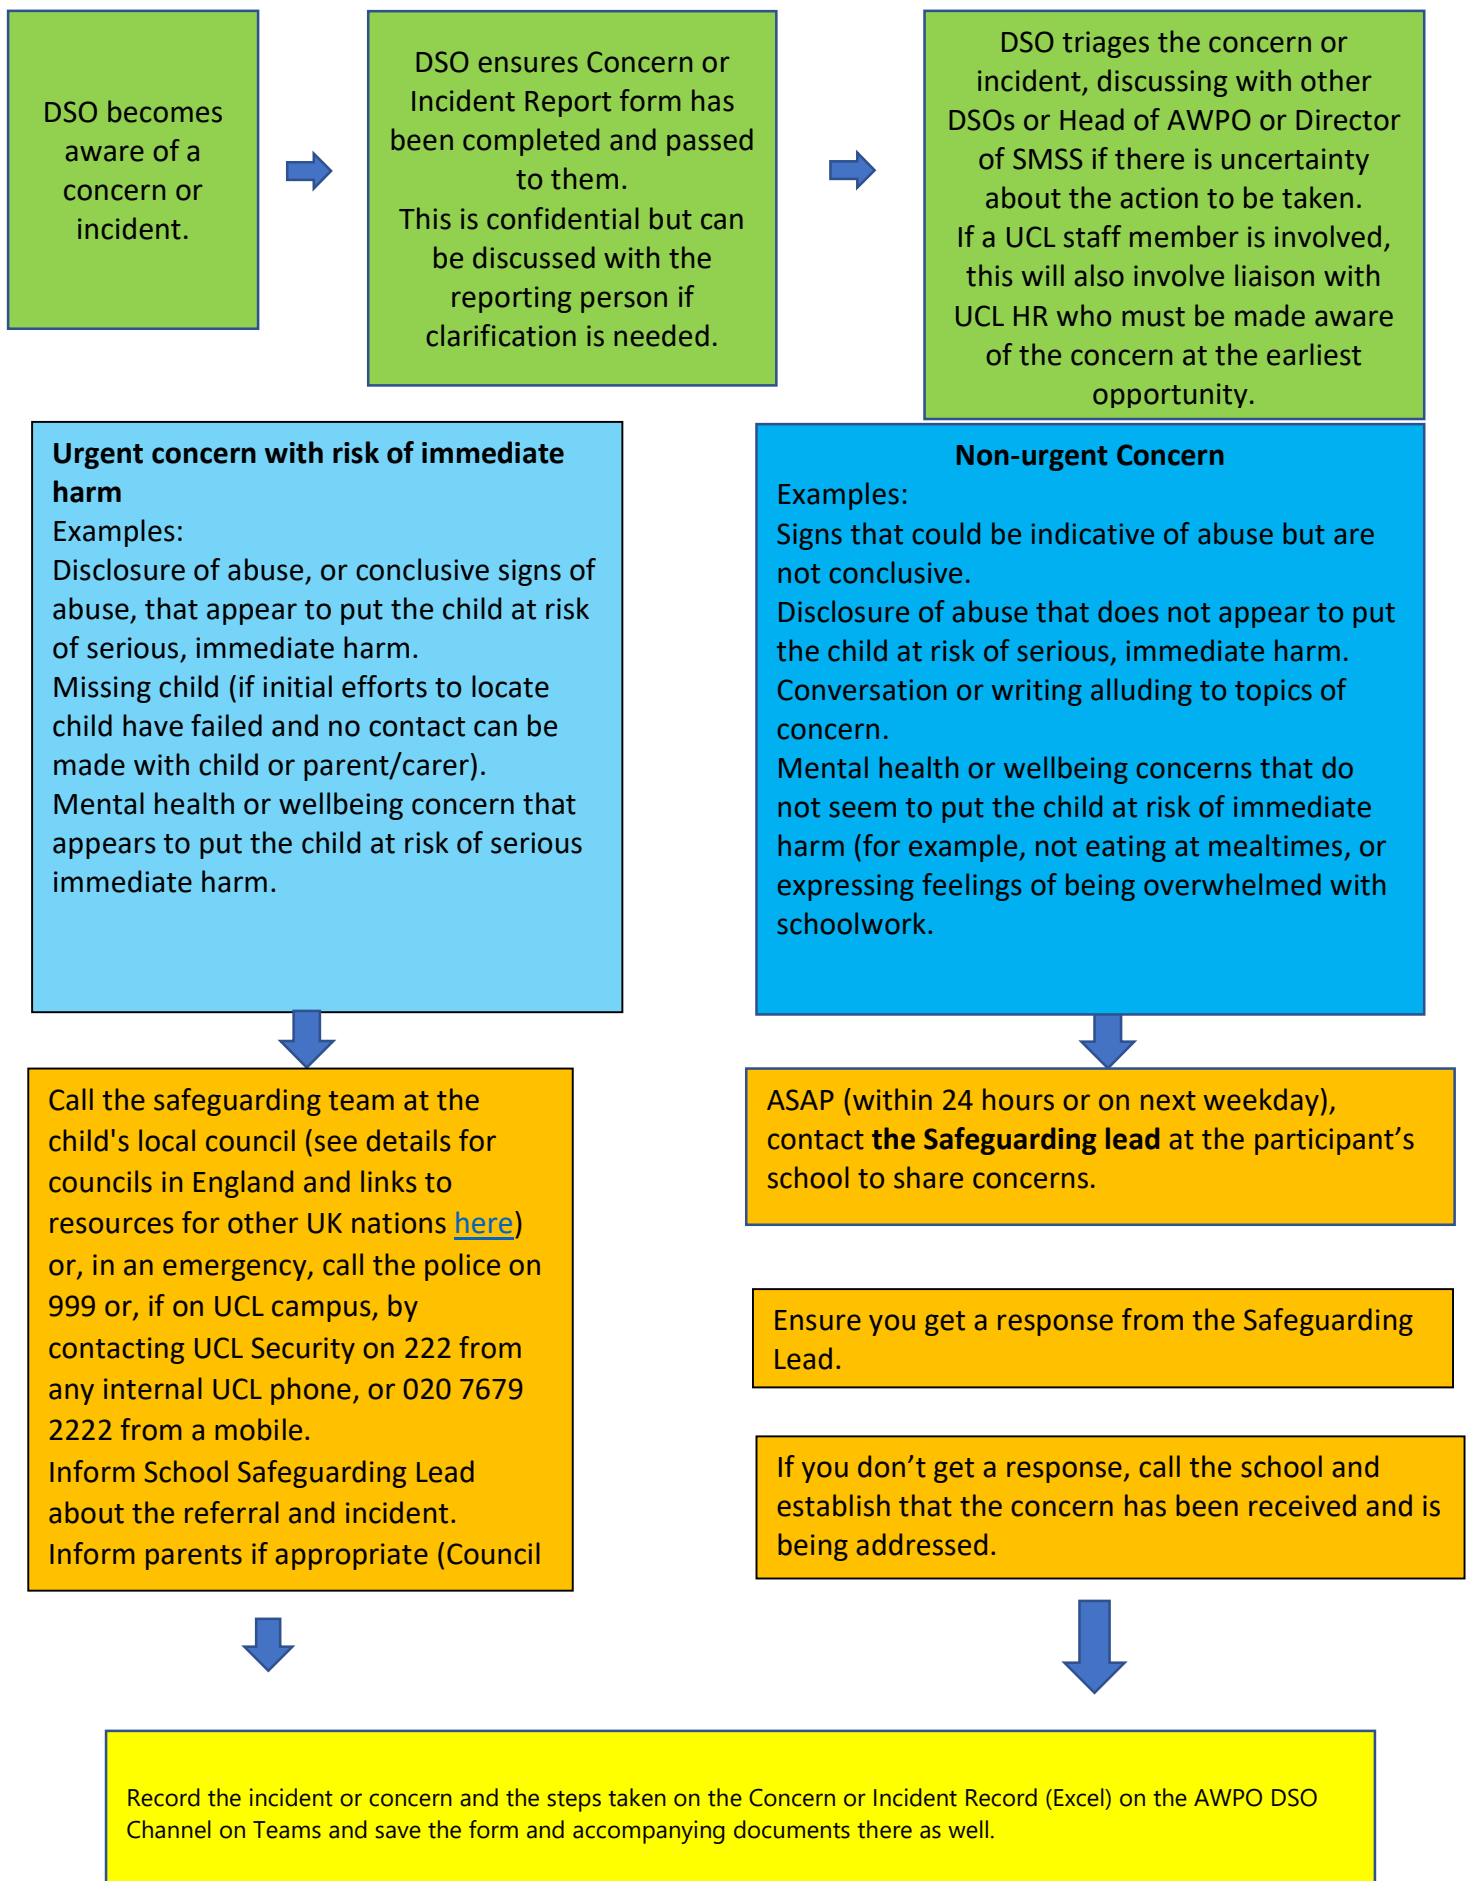 DSO becomes
aware of a
concern or
incident.
DSO ensures Concern or
Incident Report form has
been completed and passed
to them.
This is confidential but can
be discussed with the
reporting person if
clarification is needed.
DSO triages the concern or
incident, discussing with other
DSOs or Head of AWPO or Director
of SMSS if there is uncertainty
about the action to be taken.
If a UCL staff member is involved,
this will also involve liaison with
UCL HR who must be made aware
of the concern at the earliest
opportunity.
Urgent concern with risk of immediate
harm
Examples:
Disclosure of abuse, or conclusive signs of
abuse, that appear to put the child at risk
of serious, immediate harm.
Missing child (if initial efforts to locate
child have failed and no contact can be
made with child or parent/carer).
Mental health or wellbeing concern that
appears to put the child at risk of serious
immediate harm.
Non-urgent Concern
Examples:
Signs that could be indicative of abuse but are
not conclusive.
Disclosure of abuse that does not appear to put
the child at risk of serious, immediate harm.
Conversation or writing alluding to topics of
concern.
Mental health or wellbeing concerns that do
not seem to put the child at risk of immediate
harm (for example, not eating at mealtimes, or
expressing feelings of being overwhelmed with
schoolwork.
Call the safeguarding team at the
child's local council (see details for
councils in England and links to
resources for other UK nations here)
or, in an emergency, call the police on
999 or, if on UCL campus, by
contacting UCL Security on 222 from
any internal UCL phone, or 020 7679
2222 from a mobile.
Inform School Safeguarding Lead
about the referral and incident.
Inform parents if appropriate (Council
ASAP (within 24 hours or on next weekday),
contact the Safeguarding lead at the participant’s
school to share concerns.
Ensure you get a response from the Safeguarding
Lead.
If you don’t get a response, call the school and
establish that the concern has been received and is
being addressed.
Record the incident or concern and the steps taken on the Concern or Incident Record (Excel) on the AWPO DSO
Channel on Teams and save the form and accompanying documents there as well.